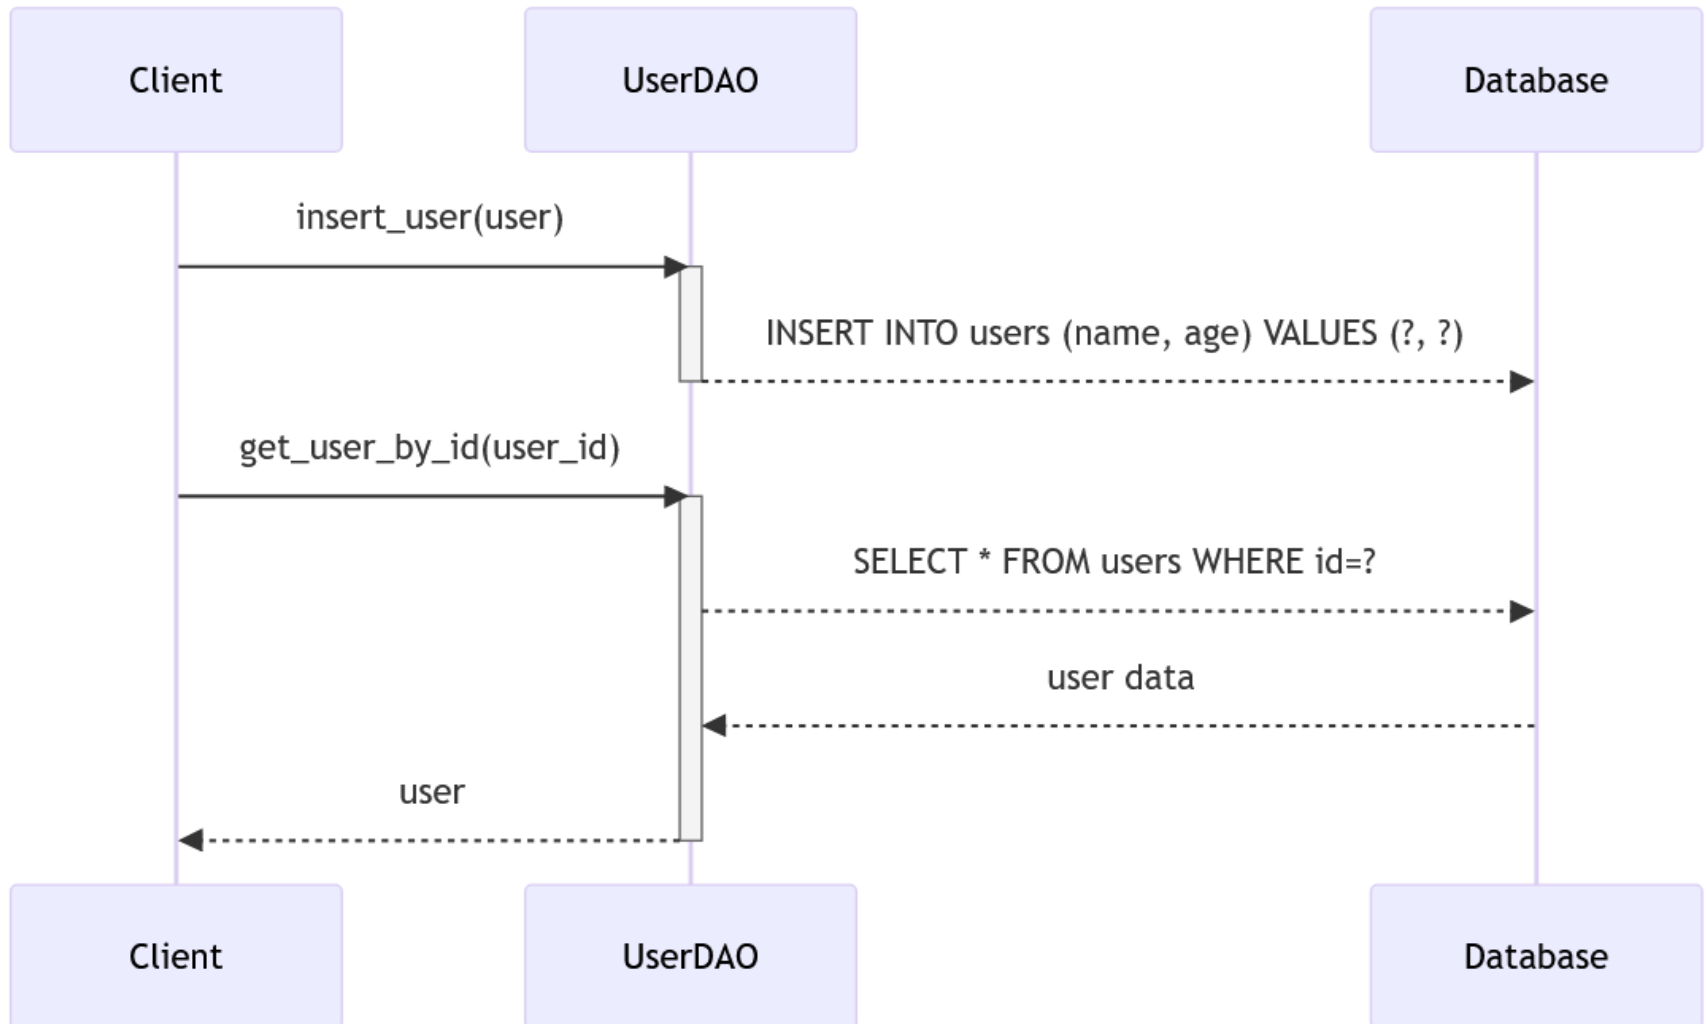 Client
UserDAO
Database
insert_user(user)
INSERT INTO users (name, age) VALUES (?, ?)
get_user_by_id(user_id)
SELECT * FROM users WHERE id=?
user data
user
Client
UserDAO
Database